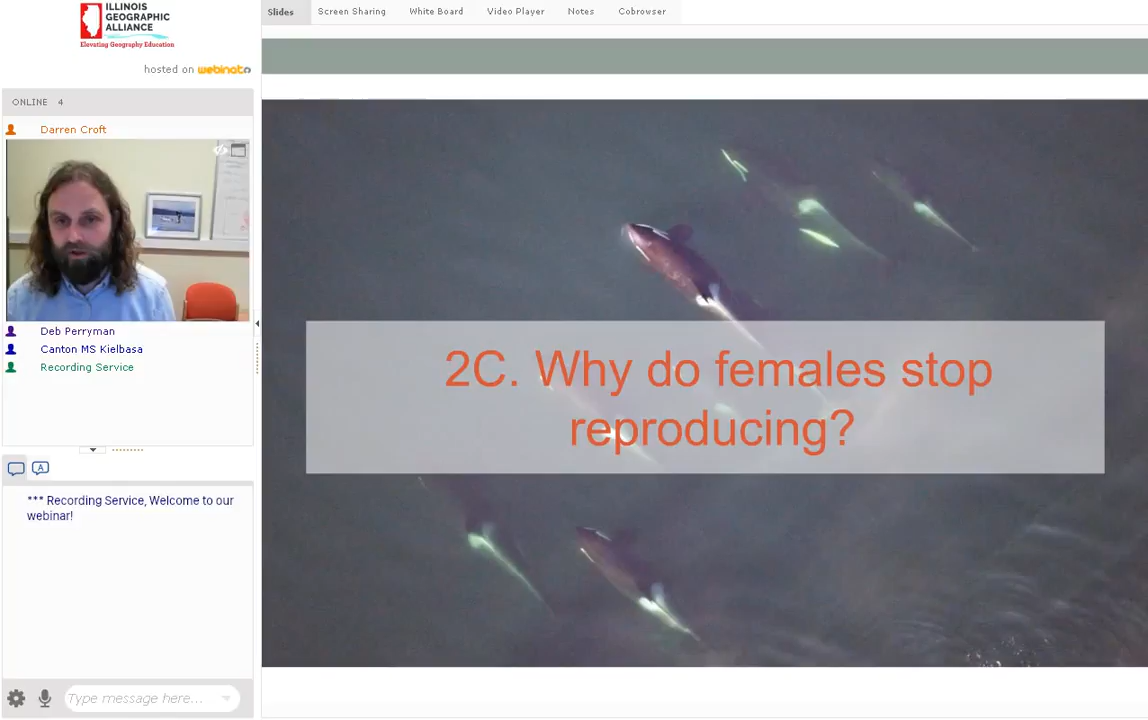 ILLINOIS
GEOGRAPHIC
ALLIANCE
Elevating Geography Education
hosted on webinato
ONLINE 4
Darren Croft
Deb Perryman
Canton MS Kielbasa
Recording Service
A
*** Recording Service, Welcome to our
webinar!
Type message here...
Slides Screen Sharing White Board Video Player Notes Cobrowser
2C. Why do females stop
reproducing?